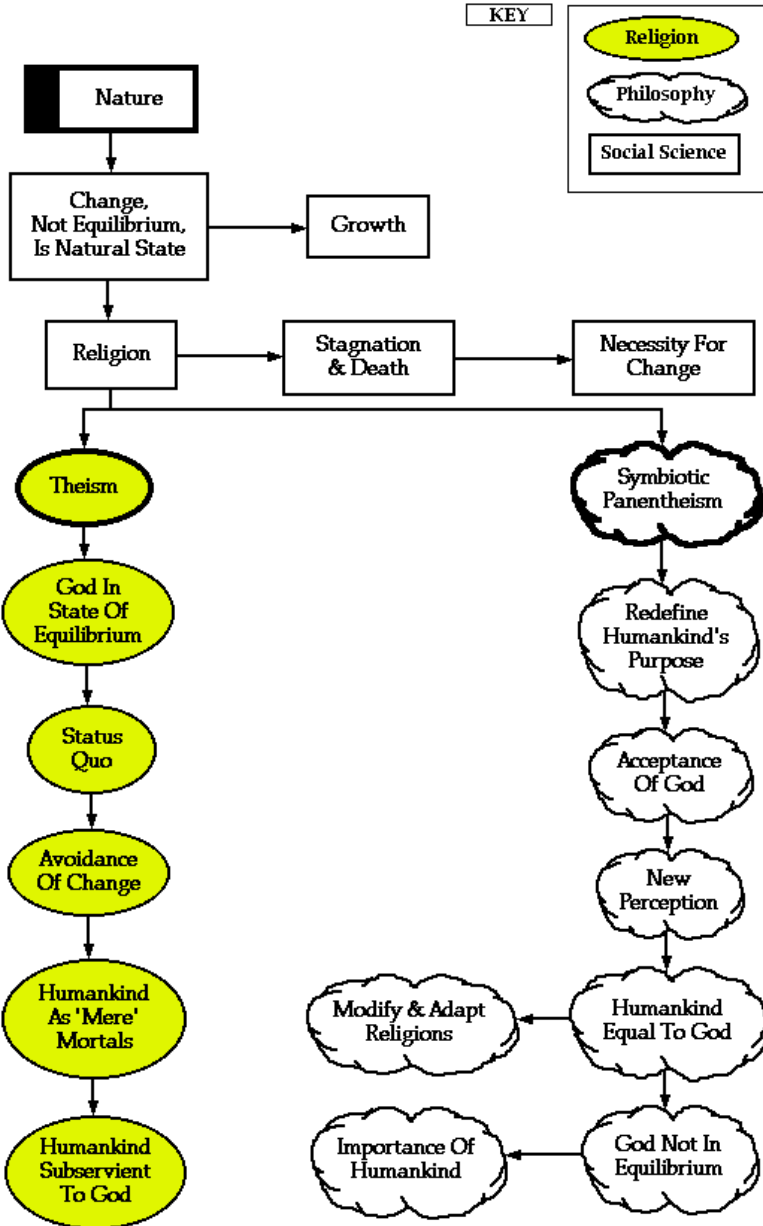 KEY
Religion
Philosophy
Social Science
Nature
Change,
Not Equilibrium,
Is Natural State
Growth
Religion
Stagnation
& Death
Necessity For
Change
Theism
God In
State Of
Equilibrium
Status
Quo
Avoidance
Of Change
Humankind
As 'Mere'
Mortals
Humankind
Subservient
To God
Symbiotic
Panentheism
Redefine
Humankind's
Purpose
Acceptance
Of God
New
Perception
Humankind
Equal To God
Modify & Adapt
Religions
God Not In
Equilibrium
Importance Of
Humankind